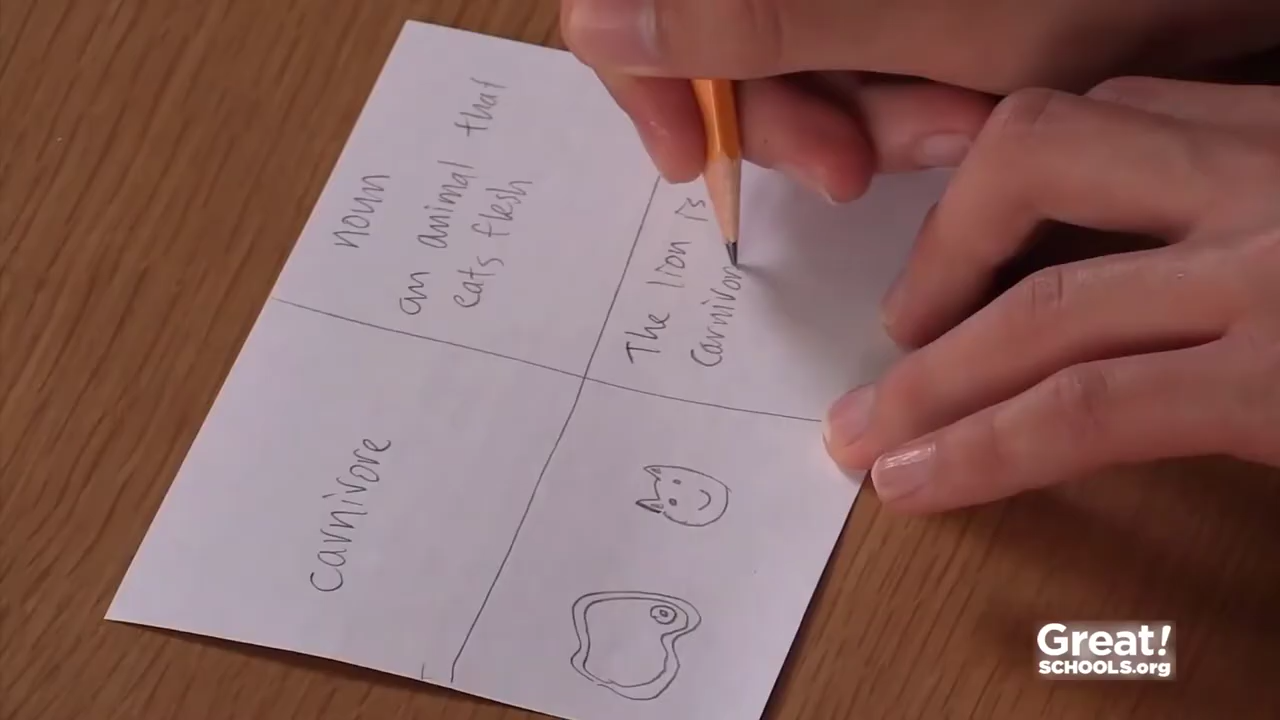 carnivore
noun
an animal that
eats flesh
The lion is
Carnivor
Great!
SCHOOLS.org